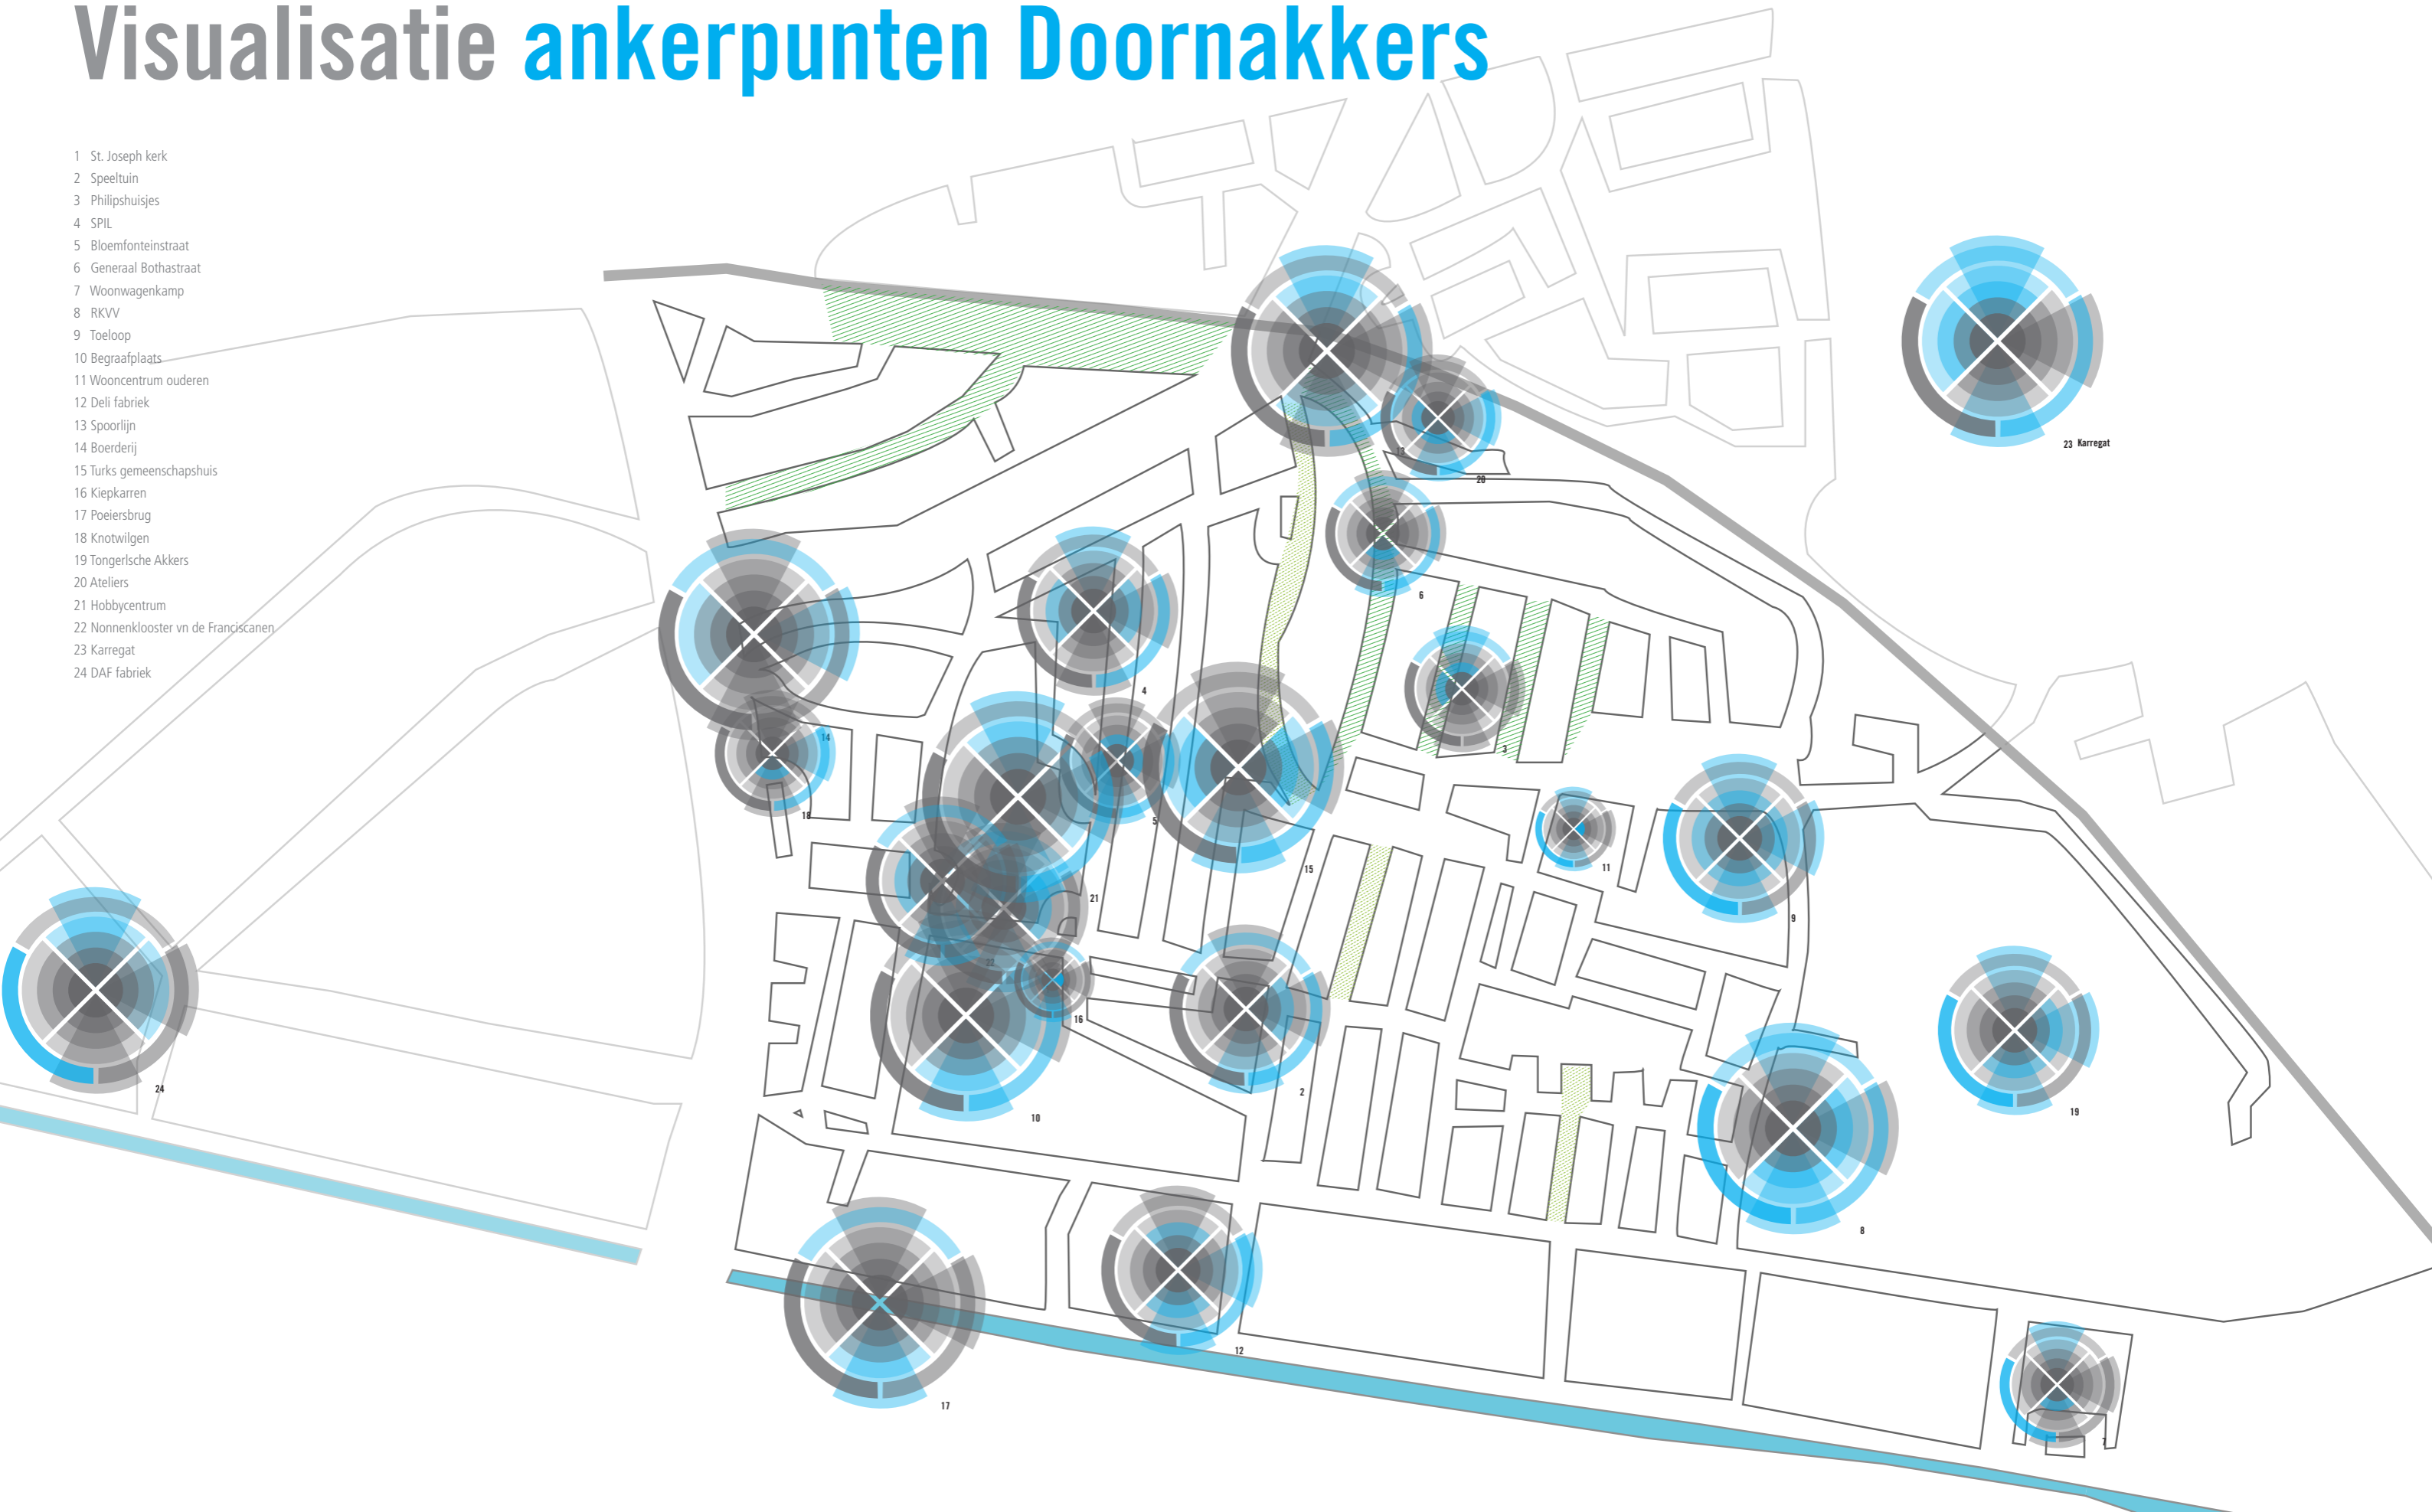 Visualisatie ankerpunten Doornakkers
1 St. Joseph kerk
2 Speeltuin
3 Philipshuisjes
4 SPIL
5 Bloemfonteinstraat
6 Generaal Bothastraat
7 Woonwagenkamp
8 RKVV
9 Toeloop
10 Begraafplaats
11 Wooncentrum ouderen
12 Deli fabriek
13 Spoorlijn
14 Boerderij
15 Turks gemeenschapshuis
16 Kiepkarren
17 Poeiersbrug
18 Knotwilgen
19 Tongerlsche Akkers
20 Ateliers
21 Hobbycentrum
22 Nonnenklooster vn de Franciscanen
23 Karregat
24 DAF fabriek
23 Karregat
13
20
6
4
3
14
18
5
15
11
21
9
22
16
24
2
10
19
8
12
17
7